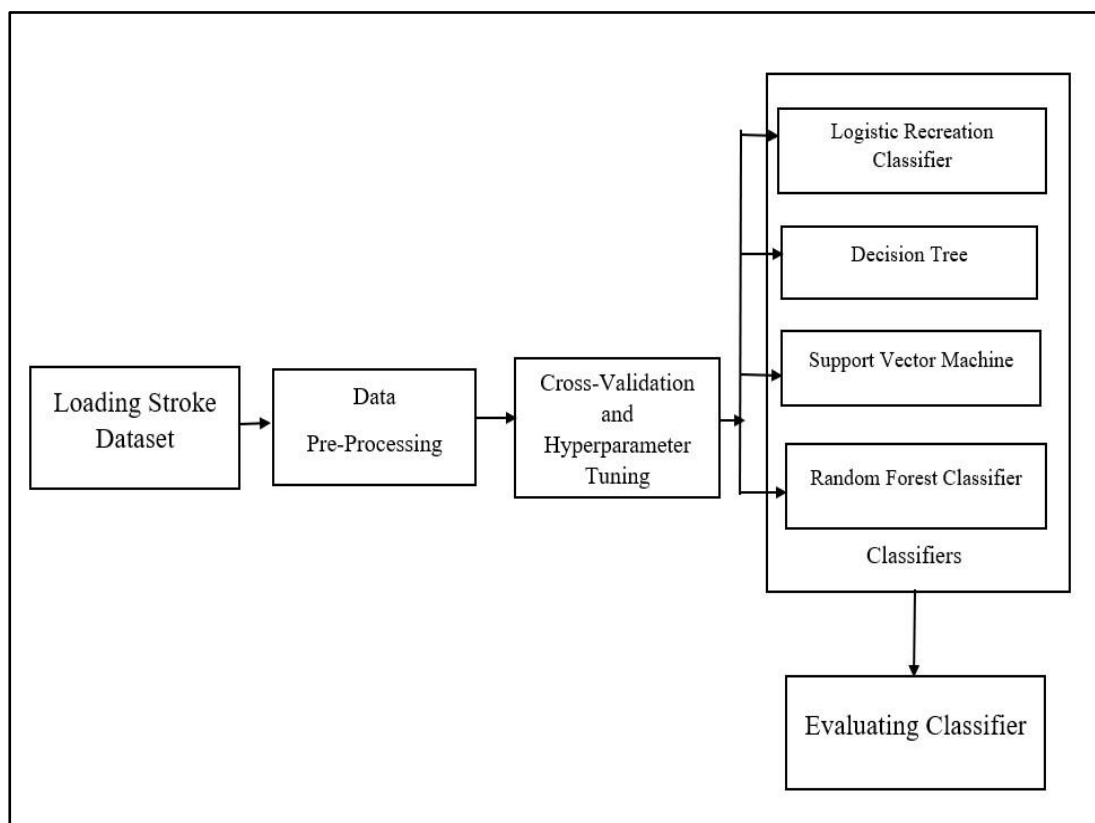 Loading Stroke
Dataset
Data
Pre-Processing
Cross-Validation
and
Hyperparameter
Tuning
Logistic Recreation
Classifier
Decision Tree
Support Vector Machine
Random Forest Classifier
Classifiers
Evaluating Classifier